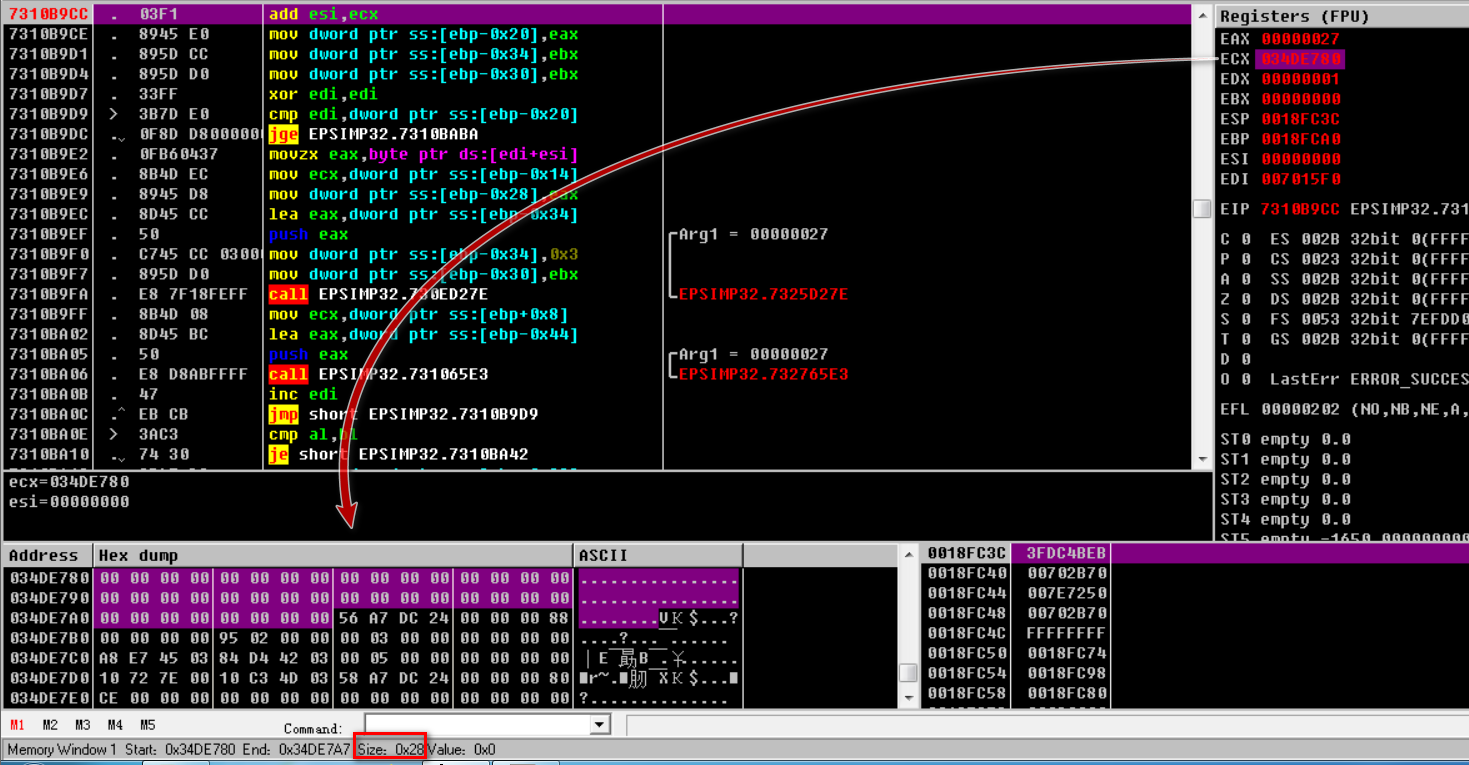 7310B9CC . 03F1 add esi,ecx
7310B9CE . 8945 E0 mov dword ptr ss:[ebp-0x20],eax
7310B9D1 . 895D CC mov dword ptr ss:[ebp-0x34],ebx
7310B9D4 . 895D D0 mov dword ptr ss:[ebp-0x30],ebx
7310B9D7 . 33FF xor edi,edi
7310B9D9 > 3B7D E0 cmp edi,dword ptr ss:[ebp-0x20]
7310B9DC . 0F8D D8000000 jge EPSIMP32.7310BABA
7310B9E2 . 0FB60437 movzx eax,byte ptr ds:[edi+esi]
7310B9E6 . 8B4D EC mov ecx,dword ptr ss:[ebp-0x14]
7310B9E9 . 8945 D8 mov dword ptr ss:[ebp-0x28],eax
7310B9EC . 8D45 CC lea eax,dword ptr ss:[ebp-0x34]
7310B9EF . 50 push eax Arg1 = 00000027
7310B9F0 . C745 CC 0300 mov dword ptr ss:[ebp-0x34],0x3
7310B9F7 . 895D D0 mov dword ptr ss:[ebp-0x30],ebx
7310B9FA . E8 7F18FEFF call EPSIMP32.730ED27E EPSIMP32.7325D27E
7310B9FF . 8B4D 08 mov ecx,dword ptr ss:[ebp+0x8]
7310BA02 . 8D45 BC lea eax,dword ptr ss:[ebp-0x44]
7310BA05 . 50 push eax Arg1 = 00000027
7310BA06 . E8 D8ABFFFF call EPSIMP32.731065E3 EPSIMP32.732765E3
7310BA0B . 47 inc edi
7310BA0C .^ EB CB jmp short EPSIMP32.7310B9D9
7310BA0E > 3AC3 cmp al,bl
7310BA10 . 74 30 je short EPSIMP32.7310BA42
ecx=034DE780
esi=00000000
Registers (FPU)
EAX 00000027
ECX 034DE780
EDX 00000001
EBX 00000000
ESP 0018FC3C
EBP 0018FCA0
ESI 00000000
EDI 007015F0
EIP 7310B9CC EPSIMP32.731
C 0 ES 002B 32bit 0(FFFF
P 0 CS 0023 32bit 0(FFFF
A 0 SS 002B 32bit 0(FFFF
Z 0 DS 002B 32bit 0(FFFF
S 0 FS 0053 32bit 7EFDD0
T 0 GS 002B 32bit 0(FFFF
D 0
O 0 LastErr ERROR_SUCCES
EFL 00000202 (NO,NB,NE,A,
ST0 empty 0.0
ST1 empty 0.0
ST2 empty 0.0
ST3 empty 0.0
ST4 empty 0.0
ST5 empty -1650 000000000
Address Hex dump ASCII
034DE780 00 00 00 00 00 00 00 00 00 00 00 00 00 00 00 00 ................
034DE790 00 00 00 00 00 00 00 00 00 00 00 00 00 00 00 00 ................
034DE7A0 00 00 00 00 00 00 00 00 56 A7 DC 24 00 00 00 88
034DE7B0 00 00 00 00 95 02 00 00 00 03 00 00 00 00 00 00
034DE7C0 A8 E7 45 03 84 D4 42 03 00 05 00 00 00 00 00 00
034DE7D0 10 72 7E 00 10 C3 4D 03 58 A7 DC 24 00 00 00 80
034DE7E0 CE 00 00 00 00 00 00 00 00 00 00 00 00 00 00 00 ?...............
0018FC3C 3FDC4BEB
0018FC40 00702B70
0018FC44 007E7250
0018FC48 00702B70
0018FC4C FFFFFFFF
0018FC50 0018FC74
0018FC54 0018FC98
0018FC58 0018FC80
M1 M2 M3 M4 M5 Command:
Memory Window 1 Start: 0x34DE780 End: 0x34DE7A7 Size: 0x28 Value: 0x0